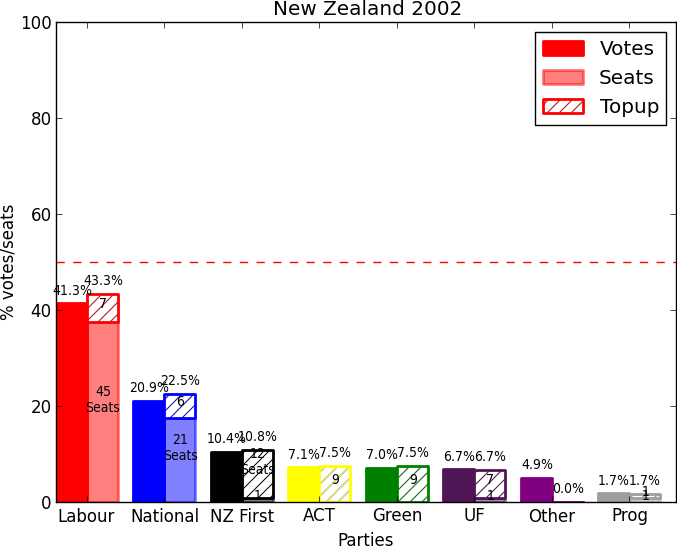 New Zealand 2002
100
80
60
40
20
0
% votes/seats
Votes
Seats
Topup
41.3%
43.3%
7
45
Seats
20.9%
22.5%
6
21
Seats
10.4%
10.8%
12
Seats
1
7.1%
7.5%
9
7.0%
7.5%
9
6.7%
6.7%
7
1
4.9%
0.0%
1.7%
1.7%
1
1
Labour
National
NZ First
ACT
Green
UF
Other
Prog
Parties